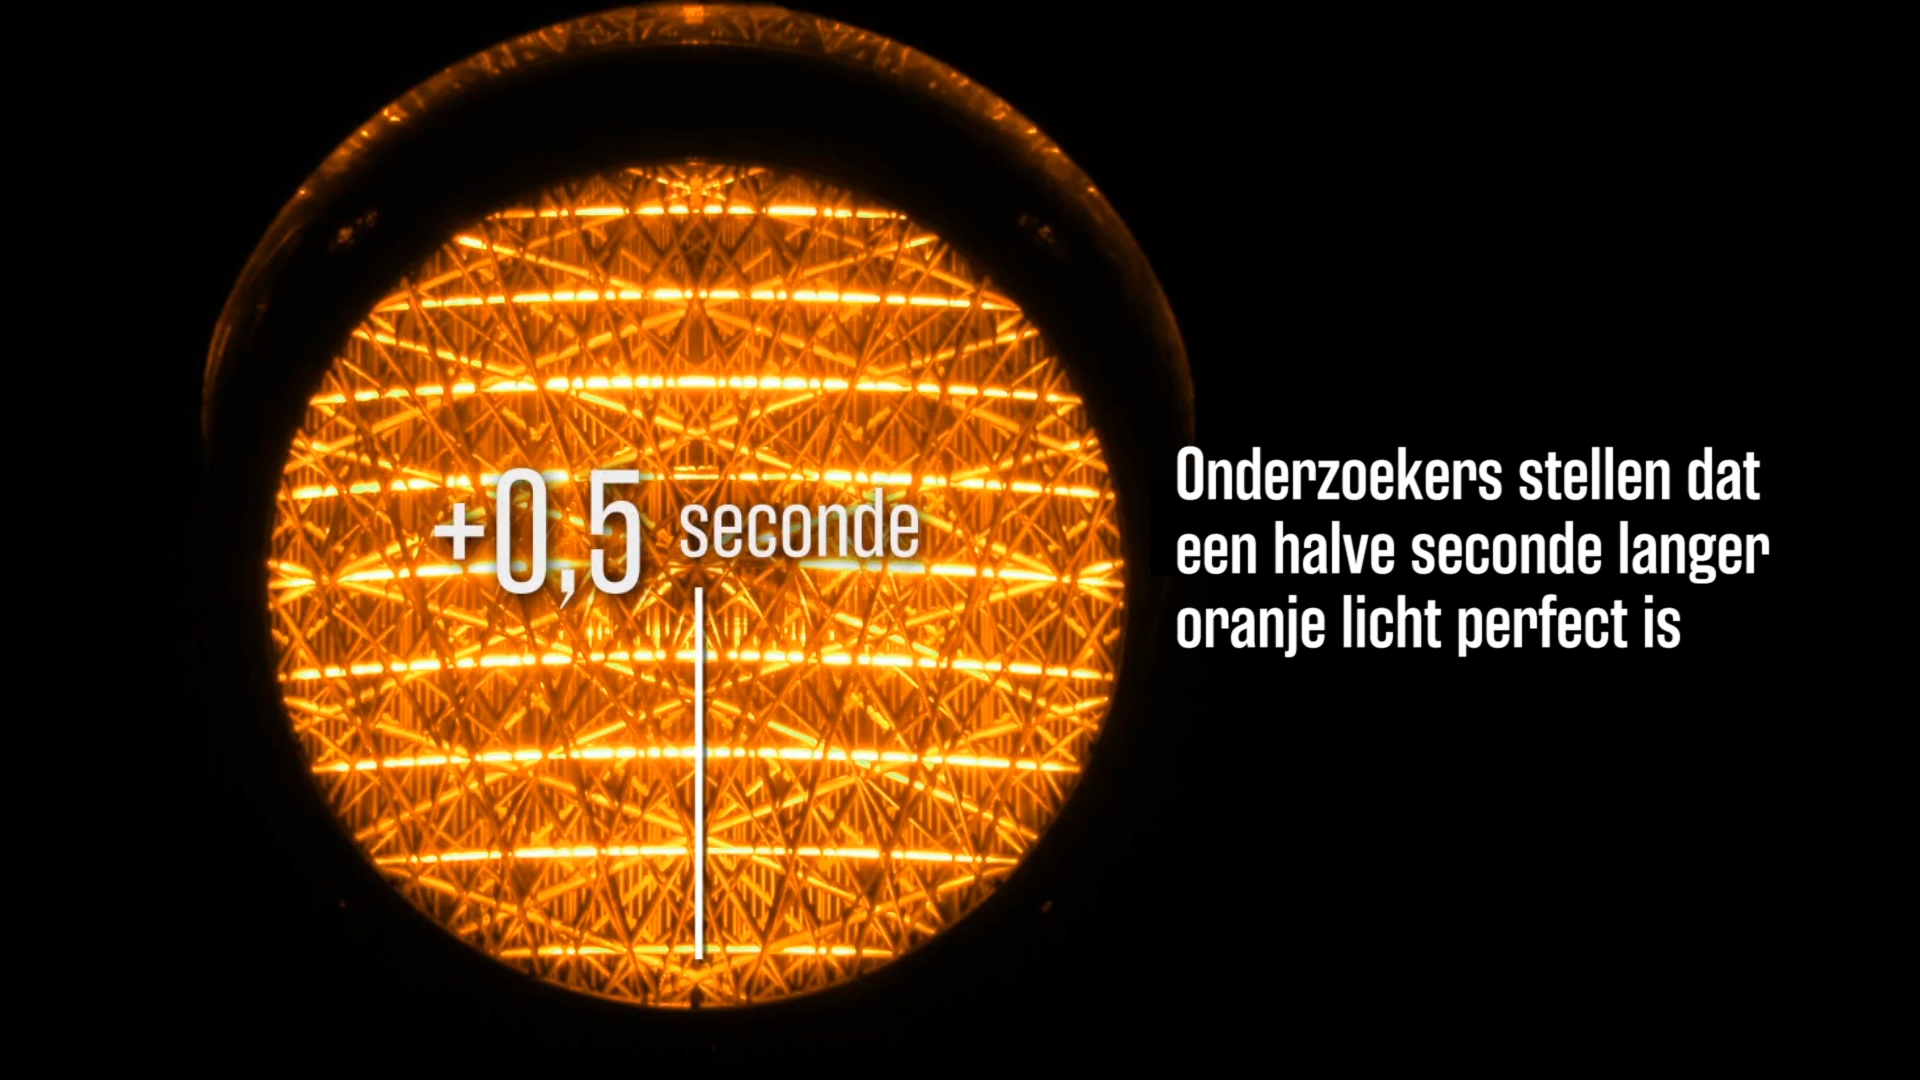 +0,5 seconde
Onderzoekers stellen dat
een halve seconde langer
oranje licht perfect is